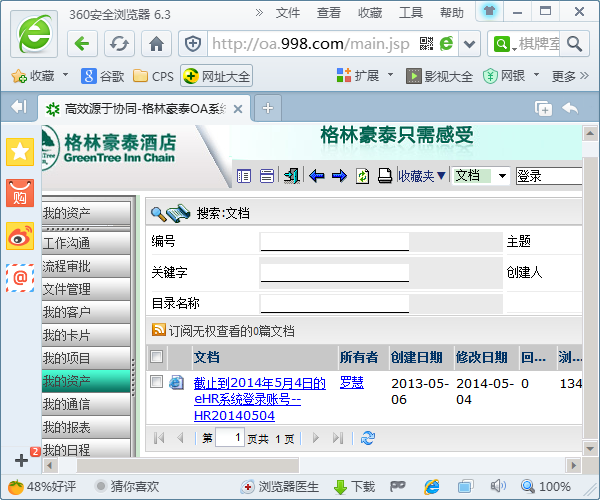 360安全浏览器 6.3
» 文件 查看 收藏 工具 帮助
http://oa.998.com/main.jsp
棋牌室
收藏 谷歌 CPS 网址大全 扩展 影视大全 网银 更多 »
高效源于协同-格林豪泰OA系统
购
格林豪泰酒店
GreenTree Inn Chain
格林豪泰只需感受
收藏夹 文档 登录
我的资产
搜索:文档
工作沟通
流程审批
文件管理
我的客户
我的卡片
我的项目
我的资产
我的通信
我的报表
我的日程
编号 主题
关键字 创建人
目录名称
订阅无权查看的0篇文档
文档 所有者 创建日期 修改日期 回... 浏...
截止到2014年5月4日的eHR系统登录账号--HR20140504 罗慧 2013-05-06 2014-05-04 0 134
第 1 页共 1 页
2
48%好评 猜你喜欢 浏览器医生 下载 100%